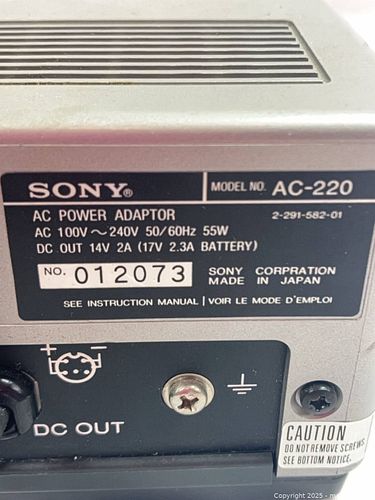 SONY®
MODEL NO. AC-220
AC POWER ADAPTOR
2-291-582-01
AC 100V ~ 240V 50/60Hz 55W
DC OUT 14V 2A (17V 2.3A BATTERY)
NO. 012073
SONY CORPRATION
MADE IN JAPAN
SEE INSTRUCTION MANUAL | VOIR LE MODE D'EMPLOI
+ −
DC OUT
CAUTION
DO NOT REMOVE SCREWS
SEE BOTTOM NOTICE.
Copyright 2025 - m